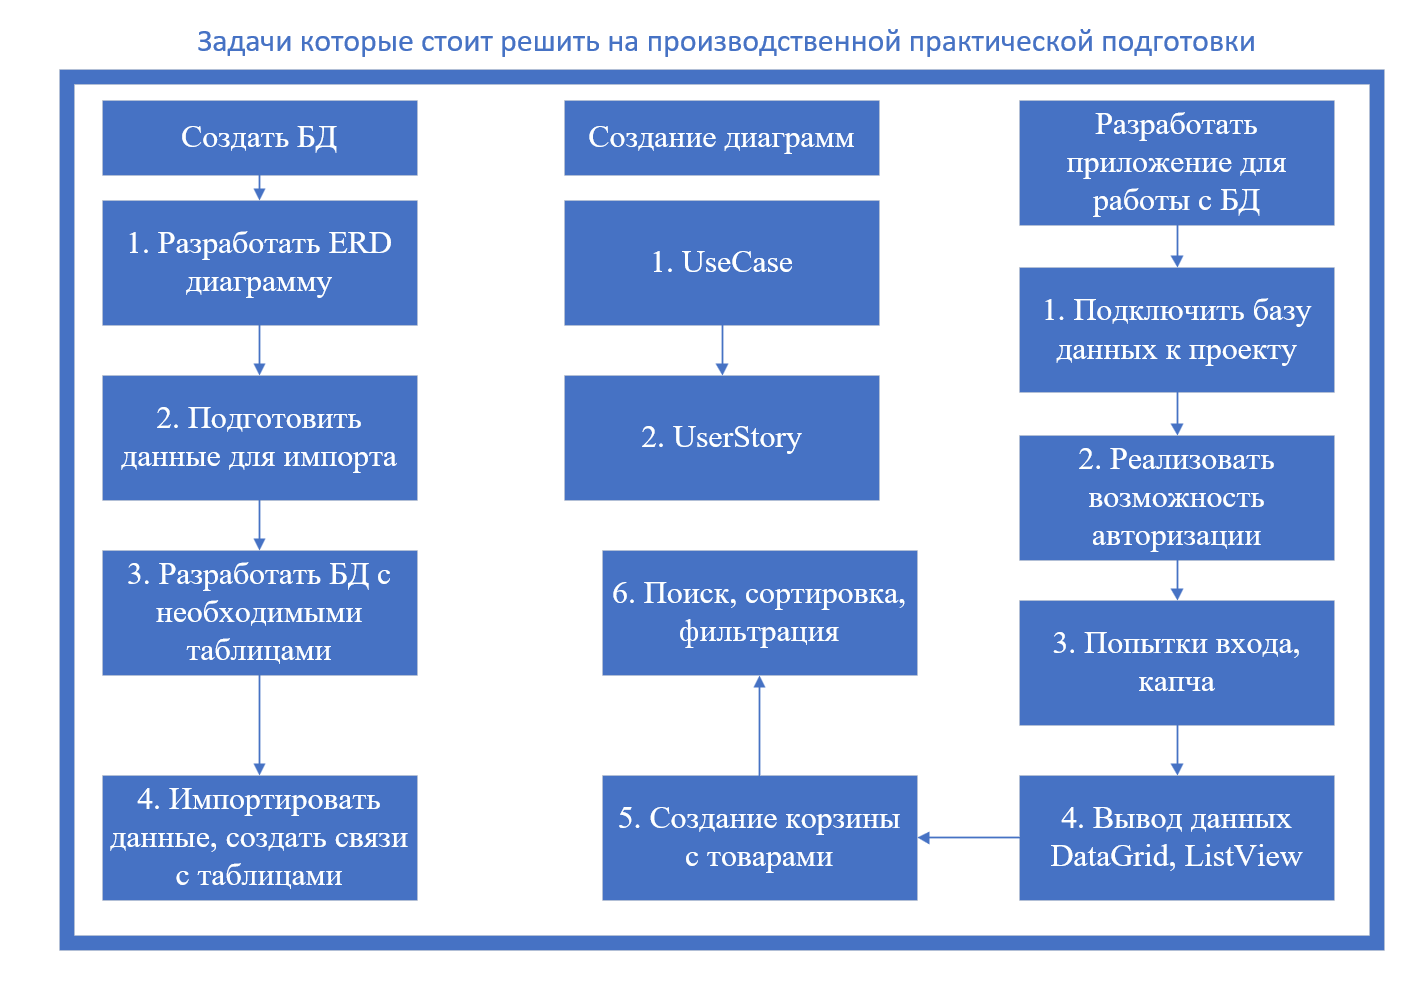 Задачи которые стоит решить на производственной практической подготовки
Создать БД
1. Разработать ERD
диаграмму
2. Подготовить
данные для импорта
3. Разработать БД с
необходимыми
таблицами
4. Импортировать
данные, создать связи
с таблицами
Создание диаграмм
1. UseCase
2. UserStory
Разработать
приложение для
работы с БД
1. Подключить базу
данных к проекту
2. Реализовать
возможность
авторизации
3. Попытки входа,
капча
4. Вывод данных
DataGrid, ListView
5. Создание корзины
с товарами
6. Поиск, сортировка,
фильтрация